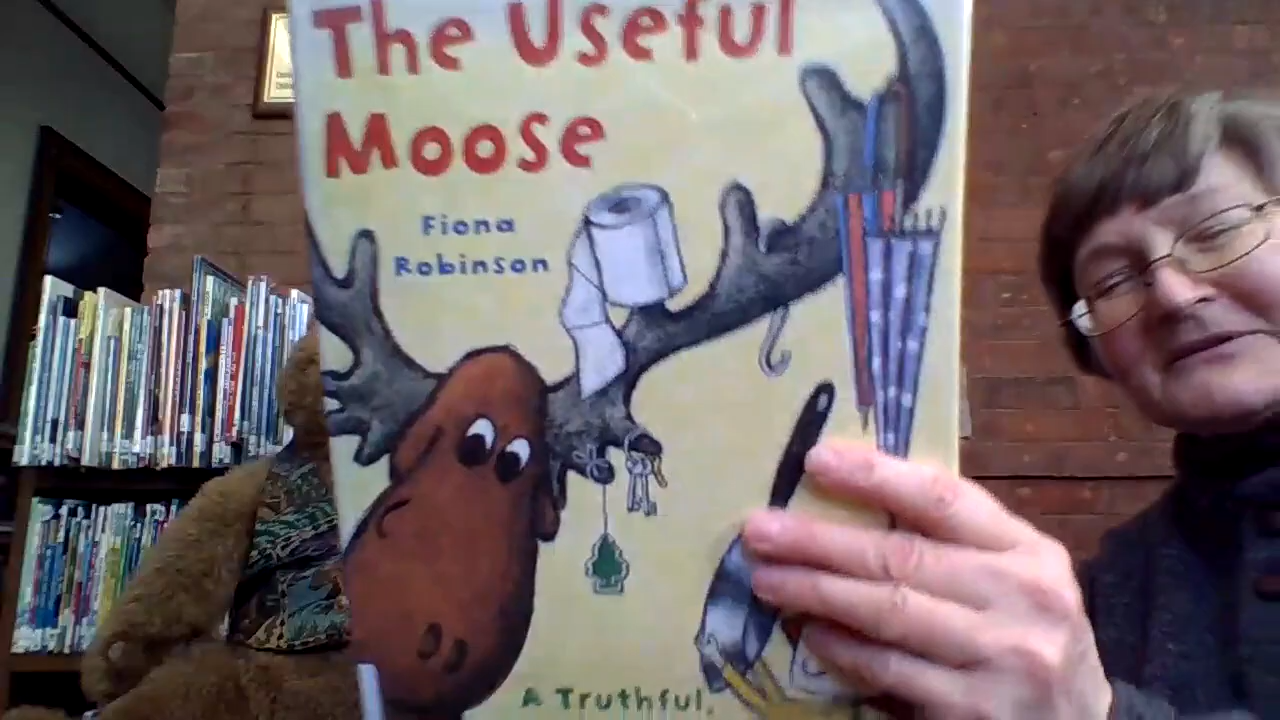 The Useful
Moose
Fiona
Robinson
A Truthful,